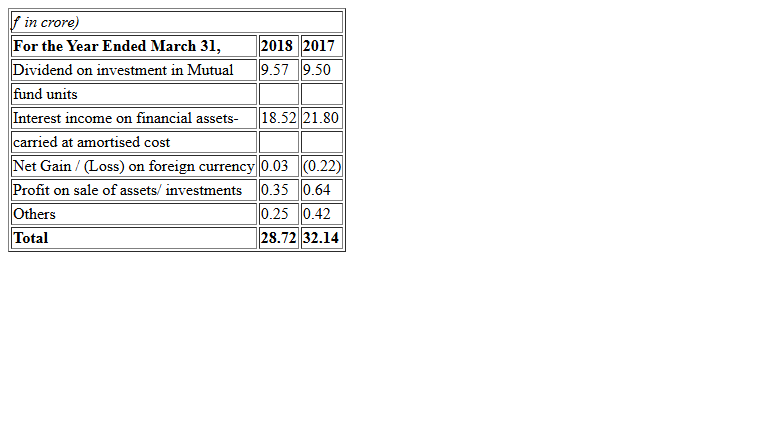 ƒ in crore)
For the Year Ended March 31, 2018 2017
Dividend on investment in Mutual 9.57 9.50
fund units
Interest income on financial assets- 18.52 21.80
carried at amortised cost
Net Gain / (Loss) on foreign currency 0.03 (0.22)
Profit on sale of assets/ investments 0.35 0.64
Others 0.25 0.42
Total 28.72 32.14